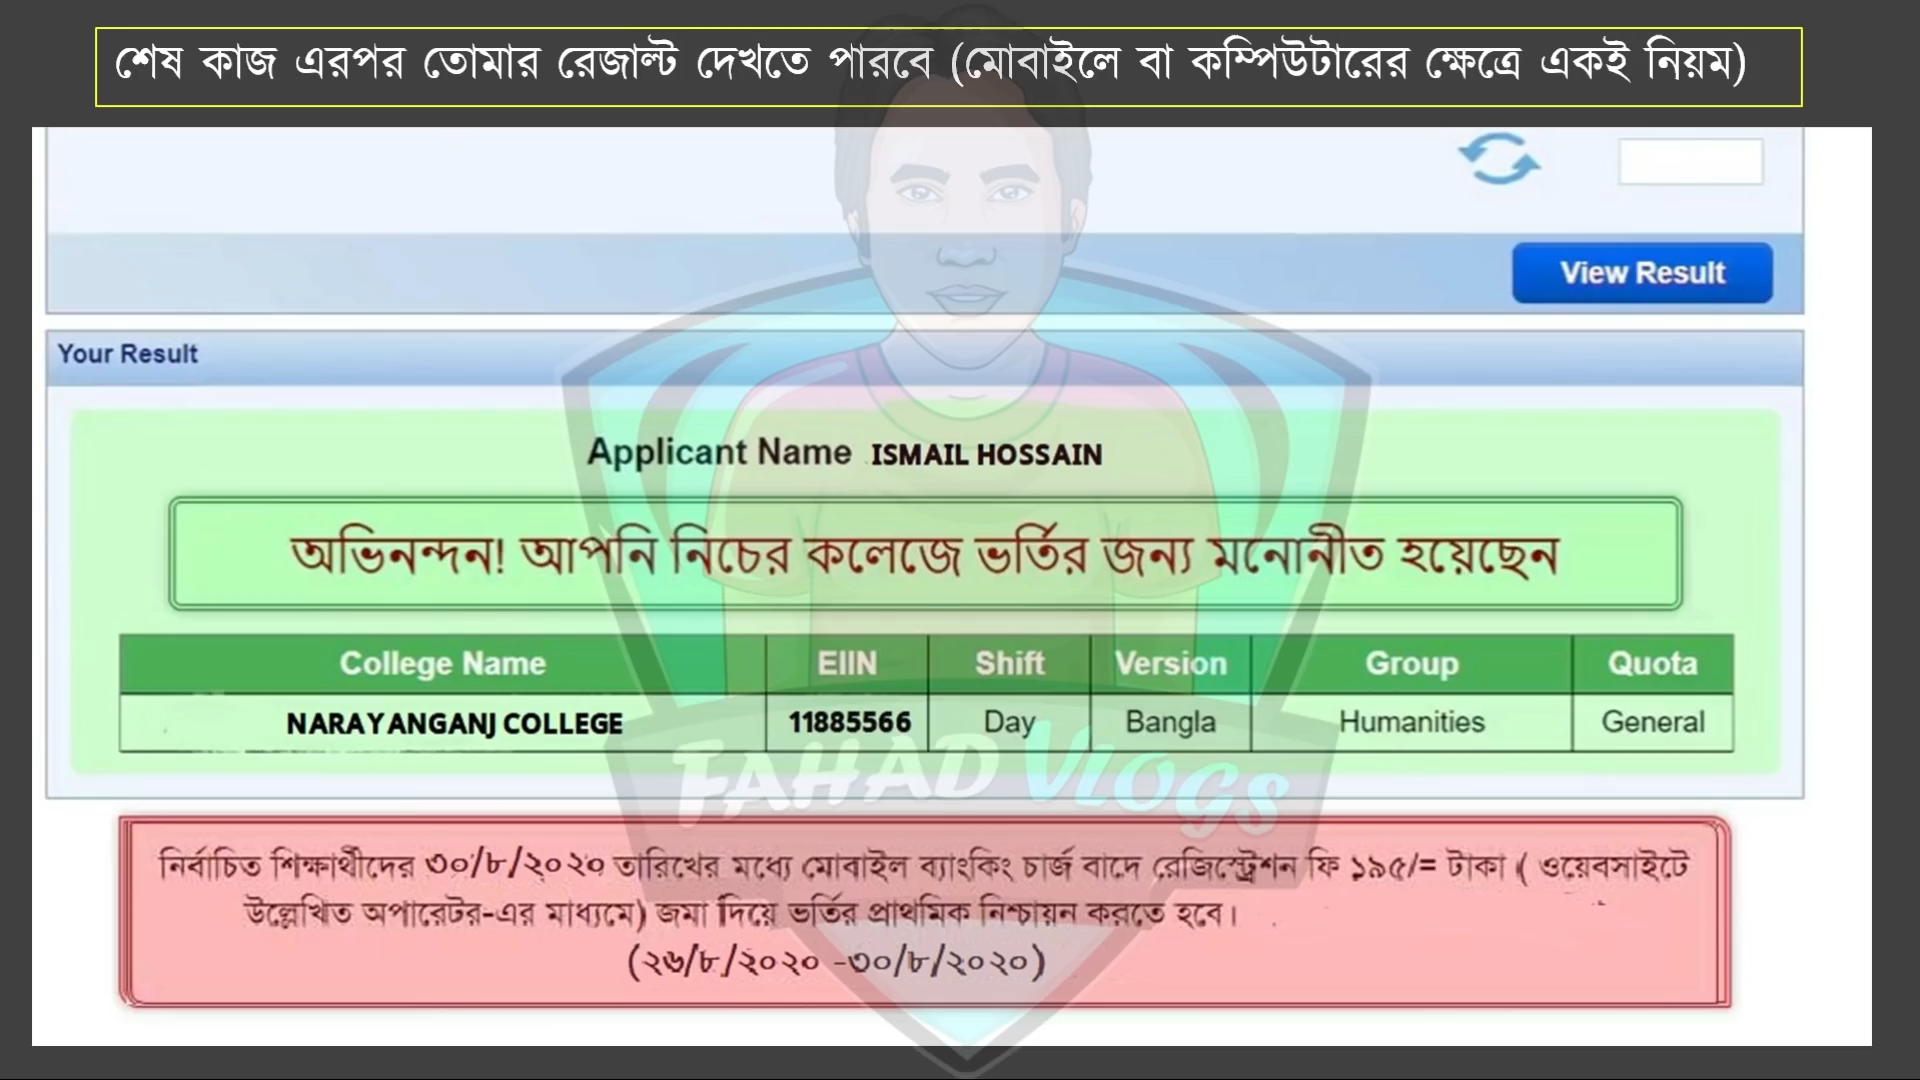 শেষ কাজ এরপর তোমার রেজাল্ট দেখতে পারবে (মোবাইলে বা কম্পিউটারের ক্ষেত্রে একই নিয়ম)
View Result
Your Result
Applicant Name ISMAIL HOSSAIN
অভিনন্দন! আপনি নিচের কলেজে ভর্তির জন্য মনোনীত হয়েছেন
College Name EIIN Shift Version Group Quota
NARAYANGANJ COLLEGE 11885566 Day Bangla Humanities General
FAHAD VLOGS
নির্বাচিত শিক্ষার্থীদের ৩০/৮/২০২০ তারিখের মধ্যে মোবাইল ব্যাংকিং চার্জ বাদে রেজিস্ট্রেশন ফি ১৯৫/= টাকা ( ওয়েবসাইটে
উল্লেখিত অপারেটর-এর মাধ্যমে) জমা দিয়ে ভর্তির প্রাথমিক নিশ্চায়ন করতে হবে।
(২৬/৮/২০২০ -৩০/৮/২০২০)